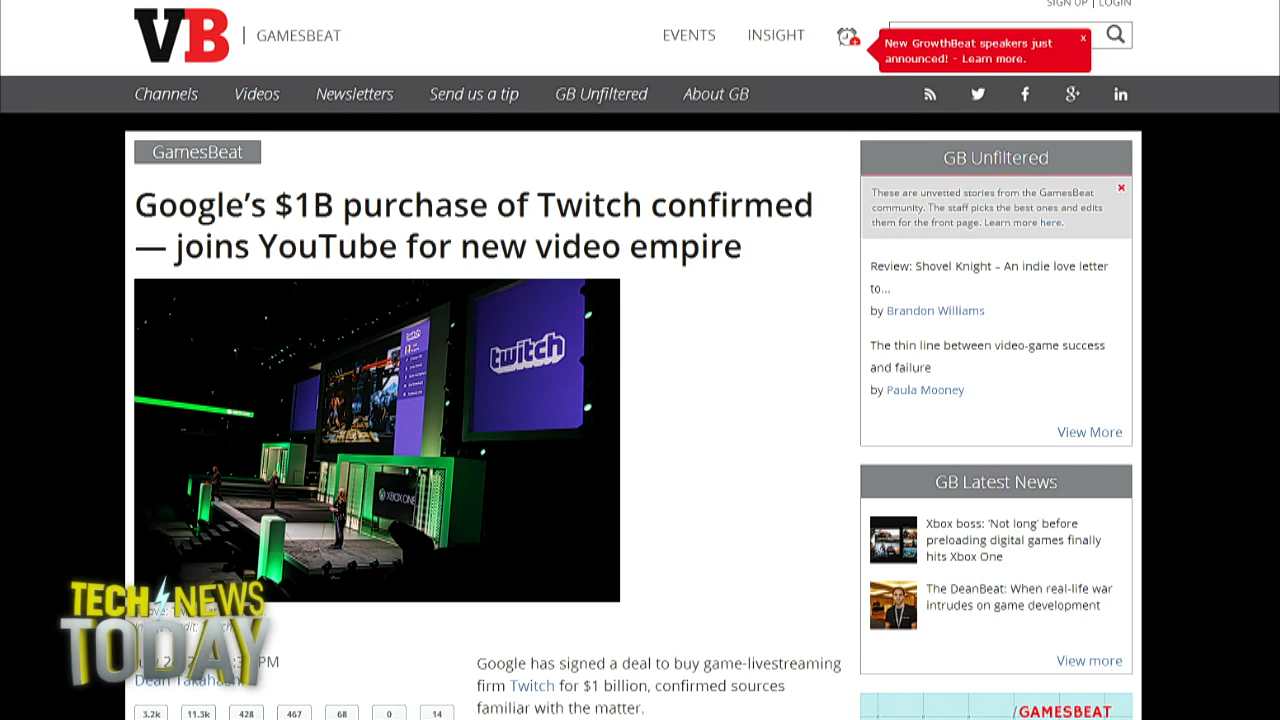 SIGN UP | LOGIN
VB | GAMESBEAT
EVENTS
INSIGHT
New GrowthBeat speakers just
announced! - Learn more.
x
Channels
Videos
Newsletters
Send us a tip
GB Unfiltered
About GB
GamesBeat
Google's $1B purchase of Twitch confirmed
— joins YouTube for new video empire
twitch
XBOX ONE
TECH NEWS
TODAY
PM
Dean Takahashi
3.2k
11.3k
428
467
68
0
14
Google has signed a deal to buy game-livestreaming
firm Twitch for $1 billion, confirmed sources
familiar with the matter.
GB Unfiltered
These are unvetted stories from the GamesBeat
community. The staff picks the best ones and edits
them for the front page. Learn more here.
Review: Shovel Knight – An indie love letter
to...
by Brandon Williams
The thin line between video-game success
and failure
by Paula Mooney
View More
GB Latest News
Xbox boss: 'Not long' before
preloading digital games finally
hits Xbox One
The DeanBeat: When real-life war
intrudes on game development
View more
/GAMESBEAT